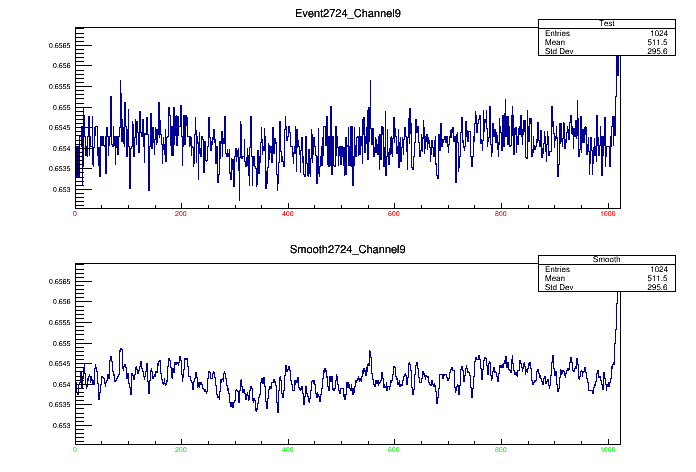 Event2724_Channel9
Test
Entries 1024
Mean 511.5
Std Dev 295.6
0.6565
0.656
0.6555
0.655
0.6545
0.654
0.6535
0.653
0 200 400 600 800 1000
Smooth2724_Channel9
Smooth
Entries 1024
Mean 511.5
Std Dev 295.6
0.6565
0.656
0.6555
0.655
0.6545
0.654
0.6535
0.653
0 200 400 600 800 1000